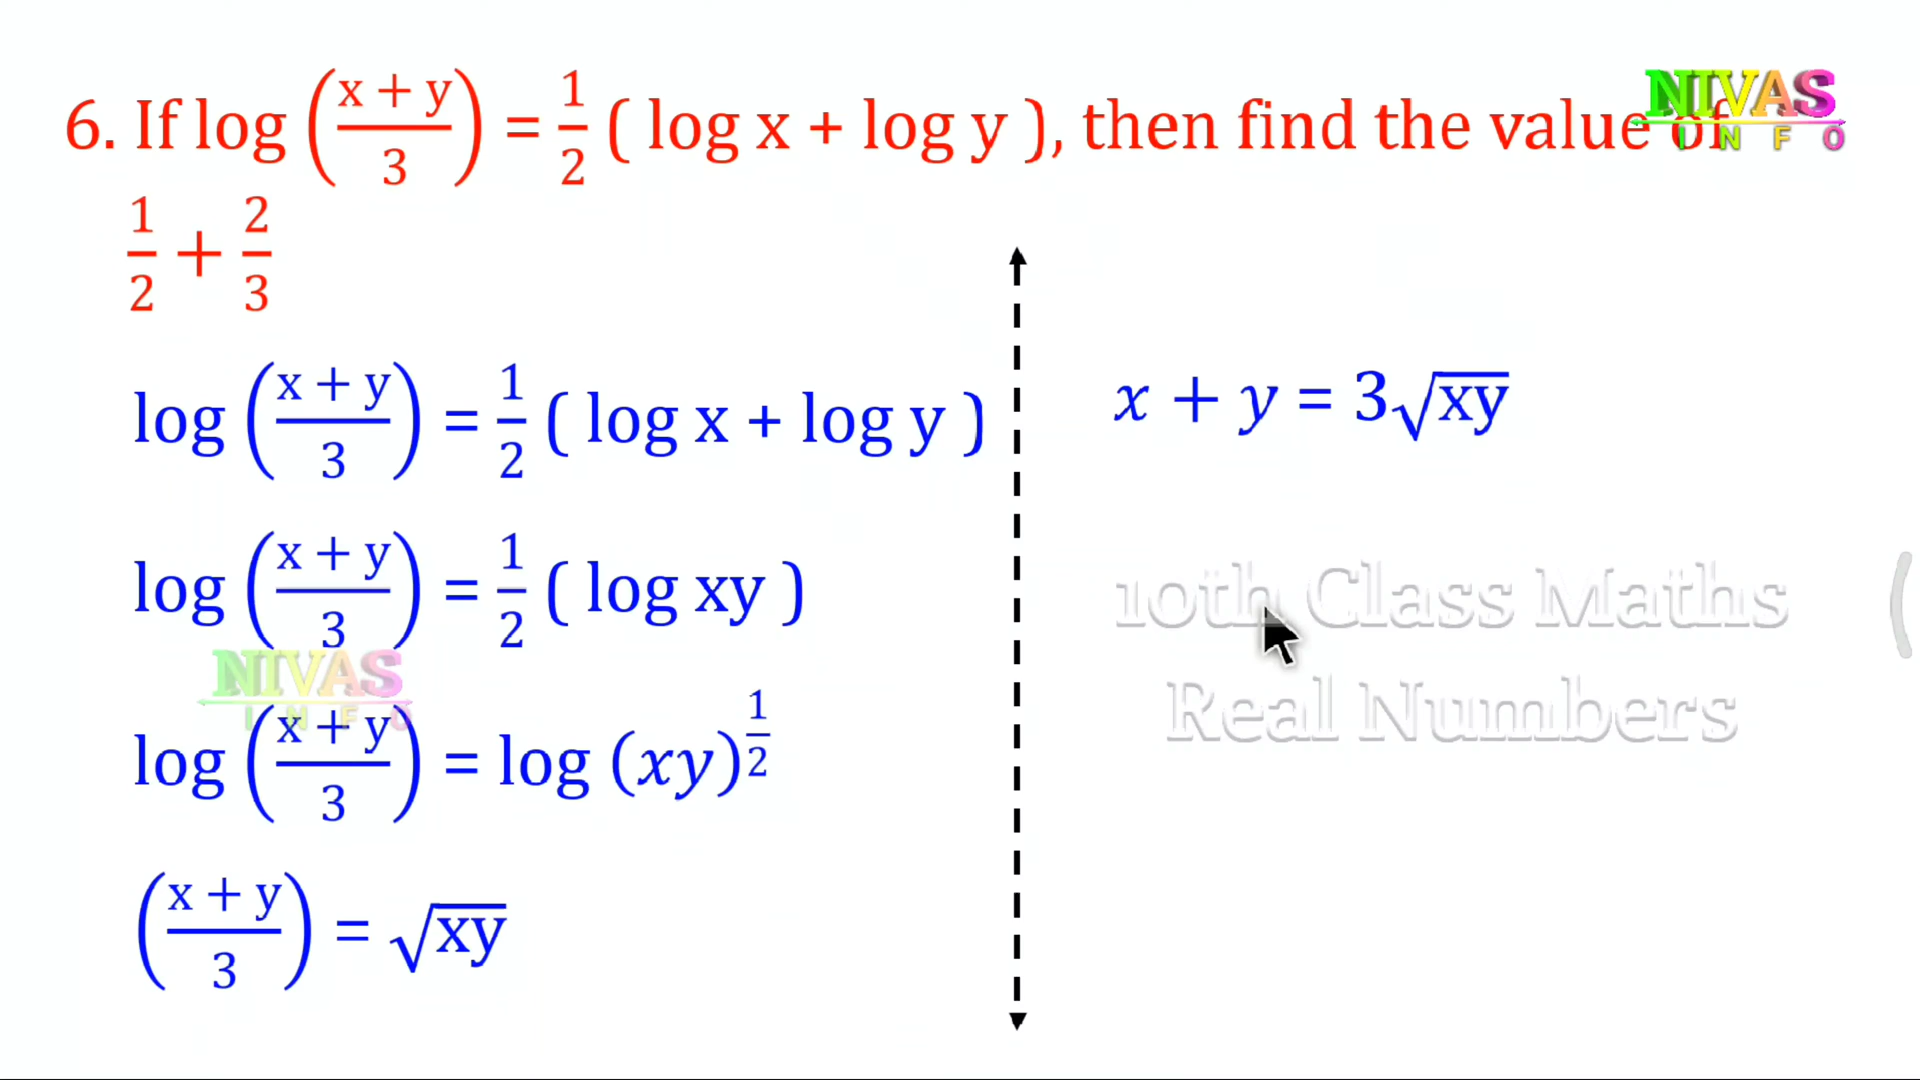 6. If log ((x + y)/3) = 1/2 ( log x + log y ), then find the value of
1/2 + 2/3
log ((x + y)/3) = 1/2 ( log x + log y )
log ((x + y)/3) = 1/2 ( log xy )
log ((x + y)/3) = log (xy)^(1/2)
((x + y)/3) = √xy
x + y = 3√xy
10th Class Maths
Real Numbers
(
NIVAS
INFO
NIVAS
INFO